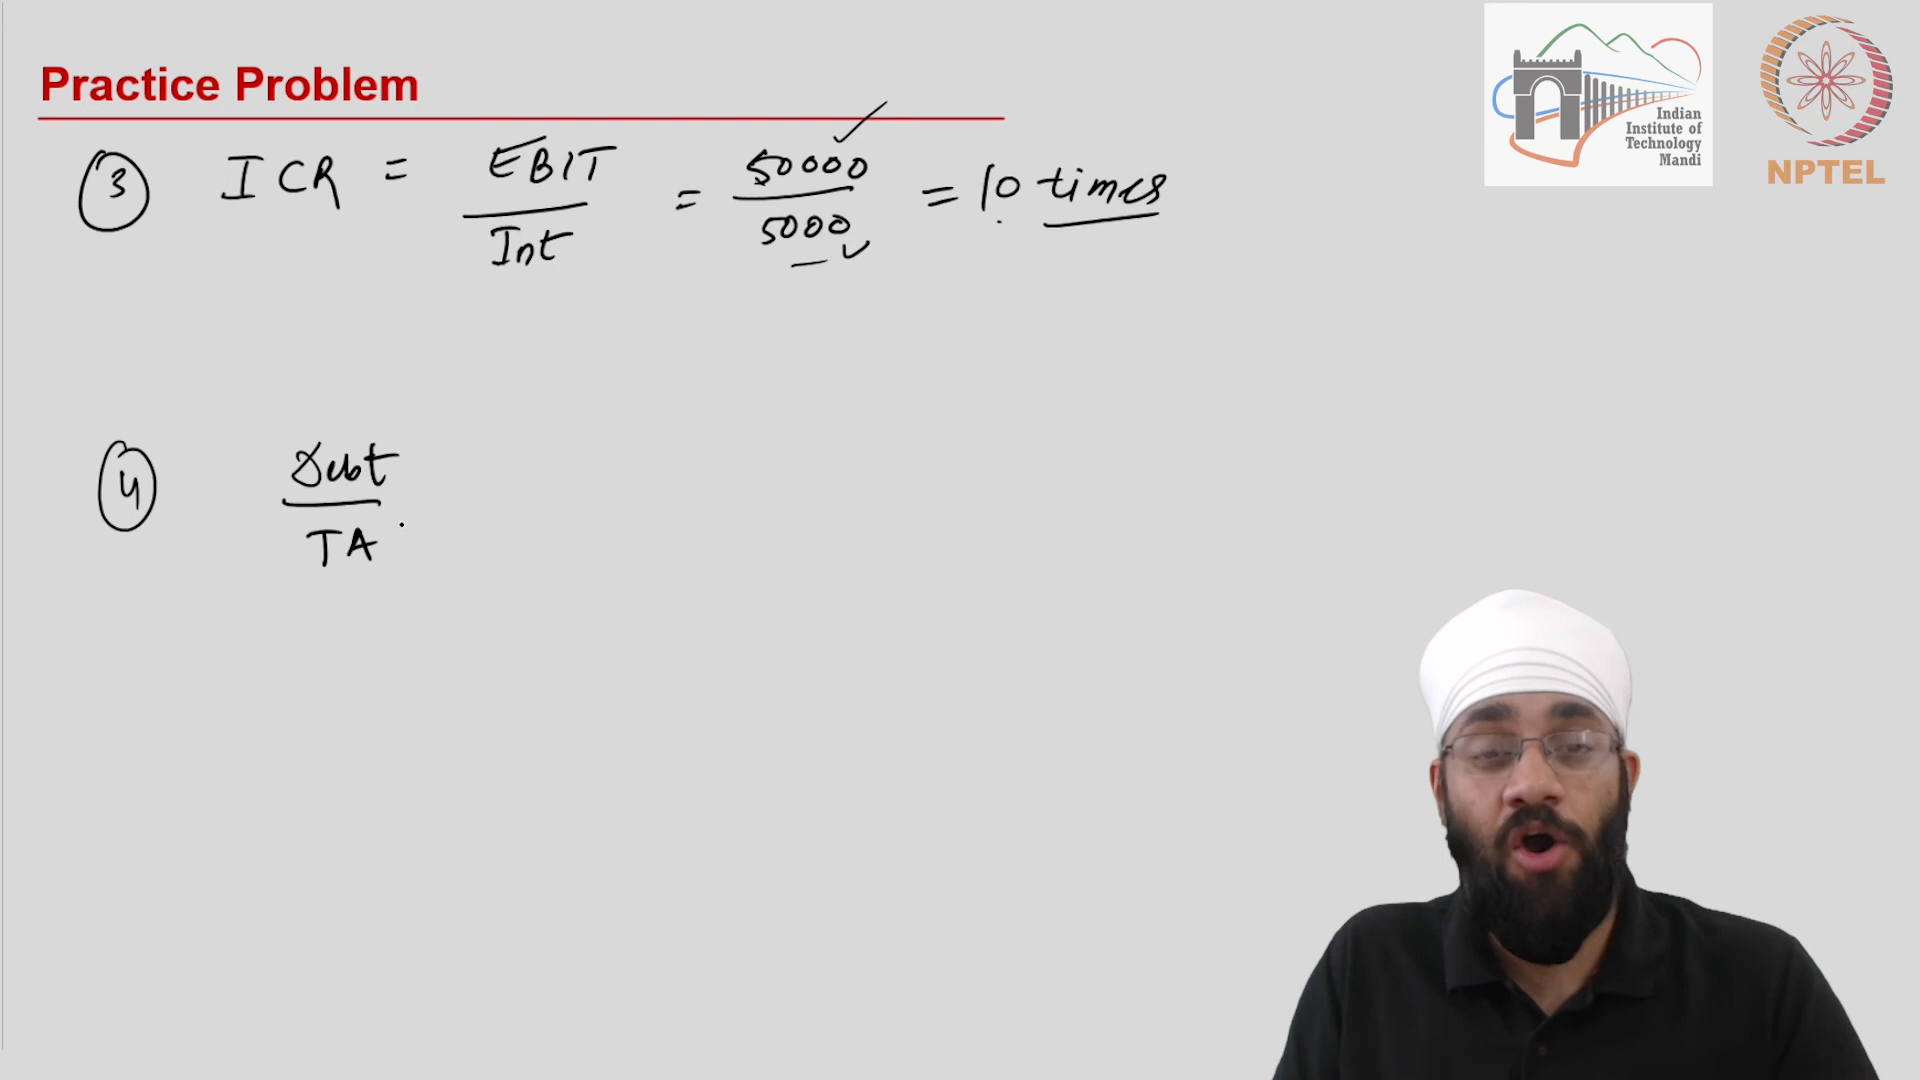 Practice Problem
3 ICR = EBIT / Int = 50000 / 5000 = 10 times
4 Debt / TA
Indian
Institute of
Technology
Mandi
NPTEL